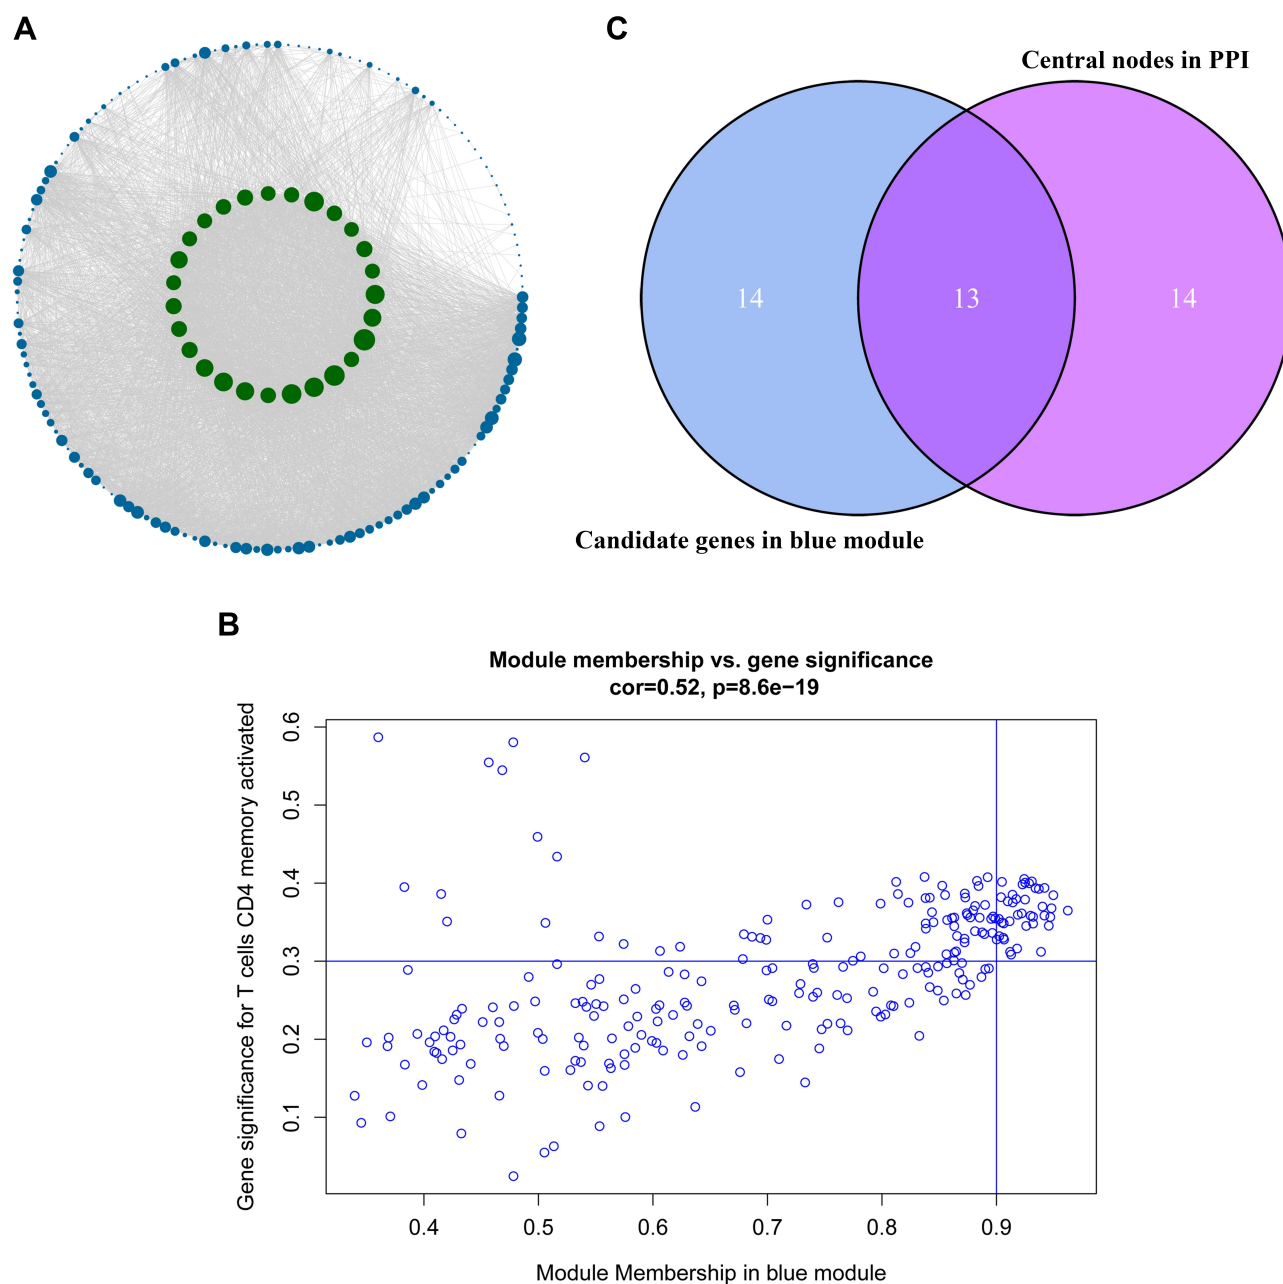 A
C
Central nodes in PPI
14
13
14
Candidate genes in blue module
B
Module membership vs. gene significance
cor=0.52, p=8.6e−19
Gene significance for T cells CD4 memory activated
0.6
0.5
0.4
0.3
0.2
0.1
0.4
0.5
0.6
0.7
0.8
0.9
Module Membership in blue module